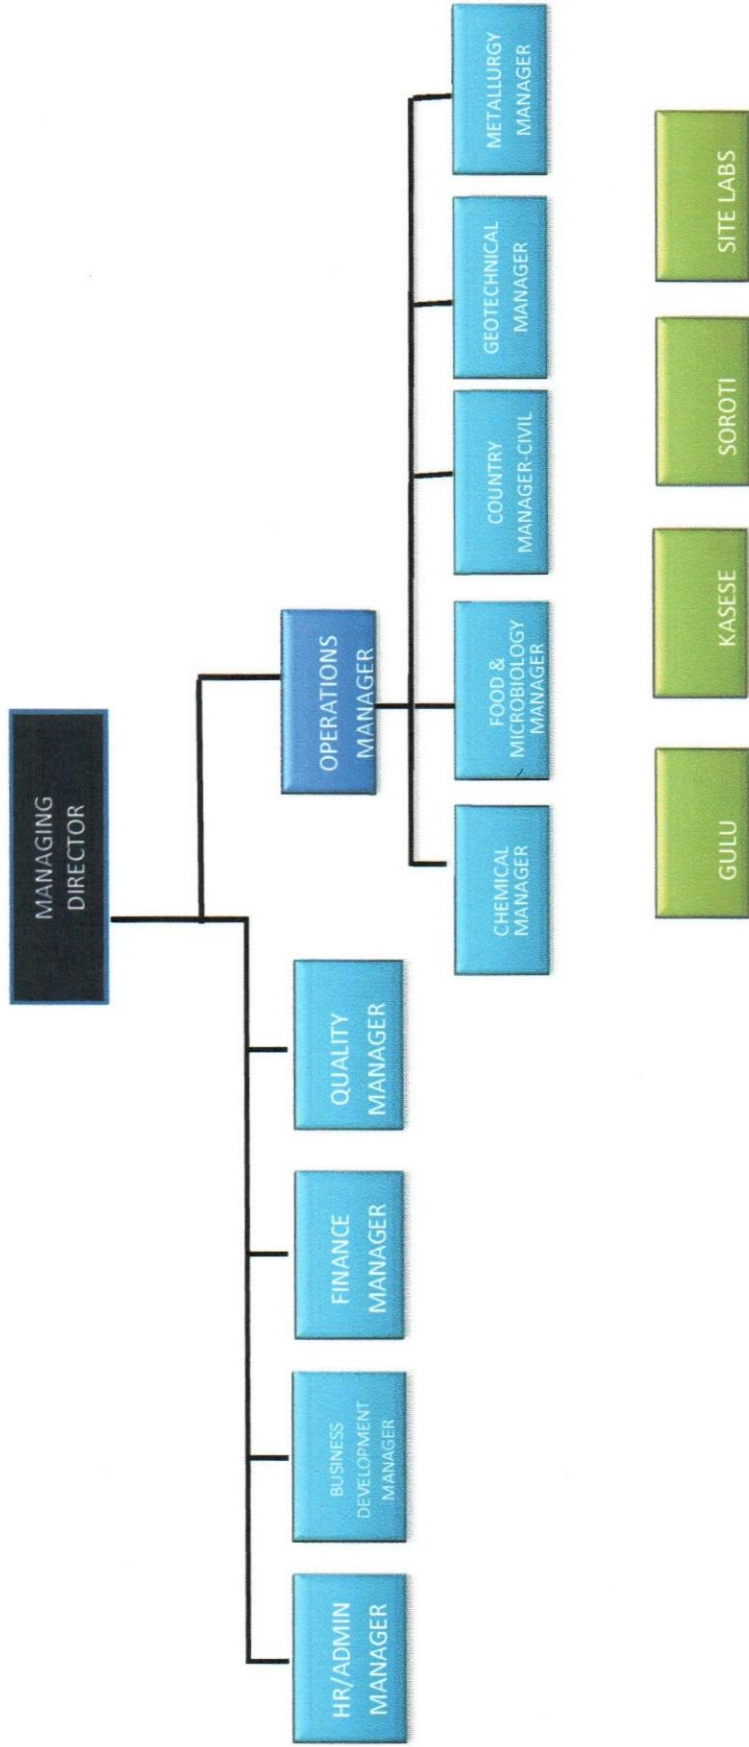 MANAGING
DIRECTOR
OPERATIONS
MANAGER
HR/ADMIN
MANAGER
BUSINESS
DEVELOPMENT
MANAGER
FINANCE
MANAGER
QUALITY
MANAGER
CHEMICAL
MANAGER
FOOD &
MICROBIOLOGY
MANAGER
COUNTRY
MANAGER-CIVIL
GEOTECHNICAL
MANAGER
METALLURGY
MANAGER
GULU
KASESE
SOROTI
SITE LABS